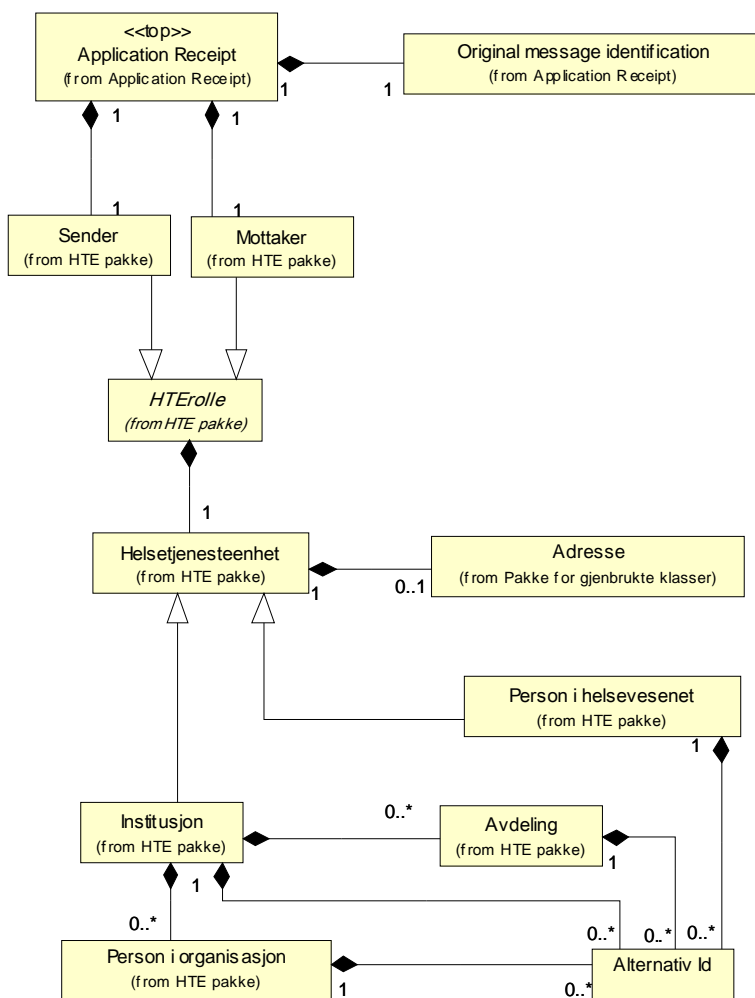 <<top>>
Application Receipt
(from Application Receipt)
1
1
Original message identification
(from Application Receipt)
1
1
1
1
Sender
(from HTE pakke)
Mottaker
(from HTE pakke)
HTErolle
(from HTE pakke)
1
Helsetjenesteenhet
(from HTE pakke)
1
0..1
Adresse
(from Pakke for gjenbrukte klasser)
Person i helsevesenet
(from HTE pakke)
1
Institusjon
(from HTE pakke)
0..*
Avdeling
(from HTE pakke)
1
1
0..*
0..*
0..*
0..*
Person i organisasjon
(from HTE pakke)
1
0..*
Alternativ Id